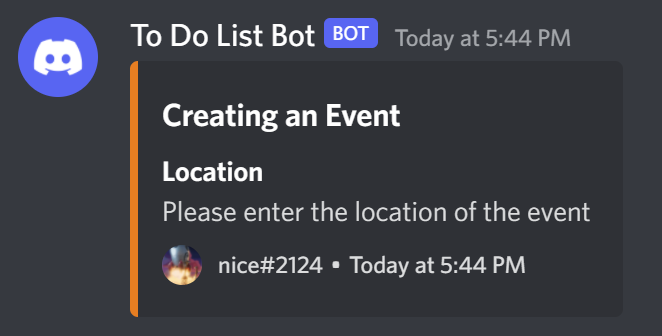 To Do List Bot BOT Today at 5:44 PM
Creating an Event
Location
Please enter the location of the event
nice#2124 • Today at 5:44 PM